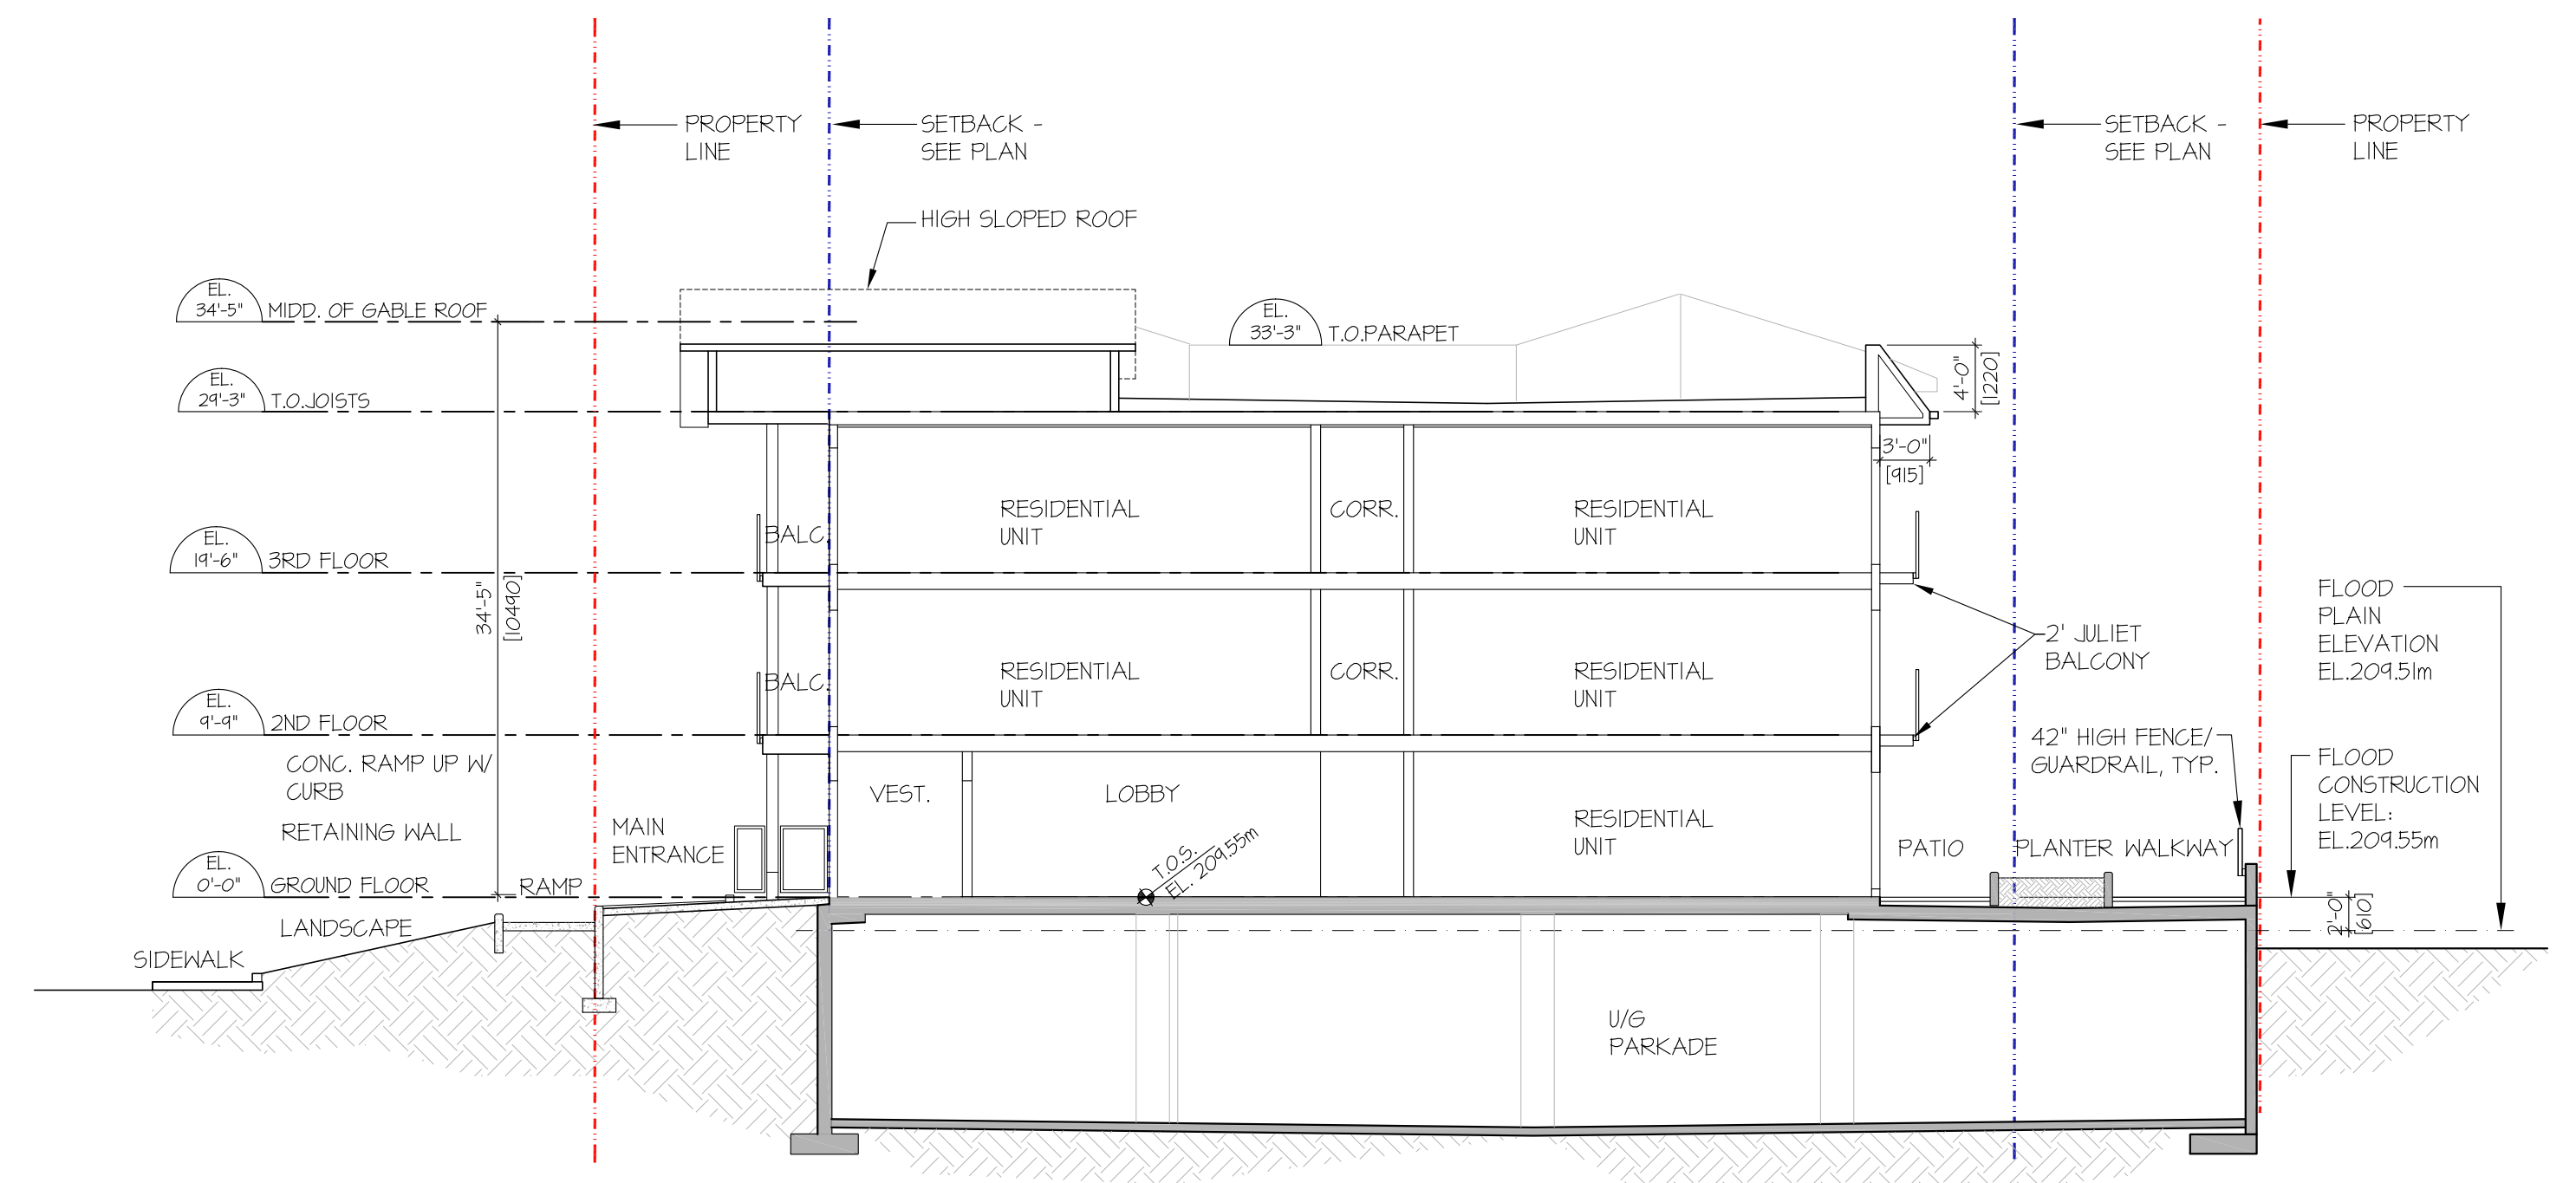 PROPERTY
LINE
SETBACK -
SEE PLAN
SETBACK -
SEE PLAN
PROPERTY
LINE
HIGH SLOPED ROOF
EL.
34'-5"
MIDD. OF GABLE ROOF
EL.
33'-3"
T.O.PARAPET
EL.
29'-3"
T.O.JOISTS
4'-0"
[1220]
3'-0"
[915]
RESIDENTIAL
UNIT
CORR.
RESIDENTIAL
UNIT
BALC.
EL.
19'-6"
3RD FLOOR
34'-5"
[10490]
FLOOD
PLAIN
ELEVATION
EL.209.51m
2' JULIET
BALCONY
RESIDENTIAL
UNIT
CORR.
RESIDENTIAL
UNIT
BALC.
EL.
9'-9"
2ND FLOOR
42" HIGH FENCE/
GUARDRAIL, TYP.
FLOOD
CONSTRUCTION
LEVEL:
EL.209.55m
CONC. RAMP UP W/
CURB
RETAINING WALL
MAIN
ENTRANCE
VEST.
LOBBY
RESIDENTIAL
UNIT
T.O.S.
EL. 209.55m
PATIO
PLANTER WALKWAY
EL.
0'-0"
GROUND FLOOR
RAMP
2'-0"
[610]
LANDSCAPE
SIDEWALK
U/G
PARKADE